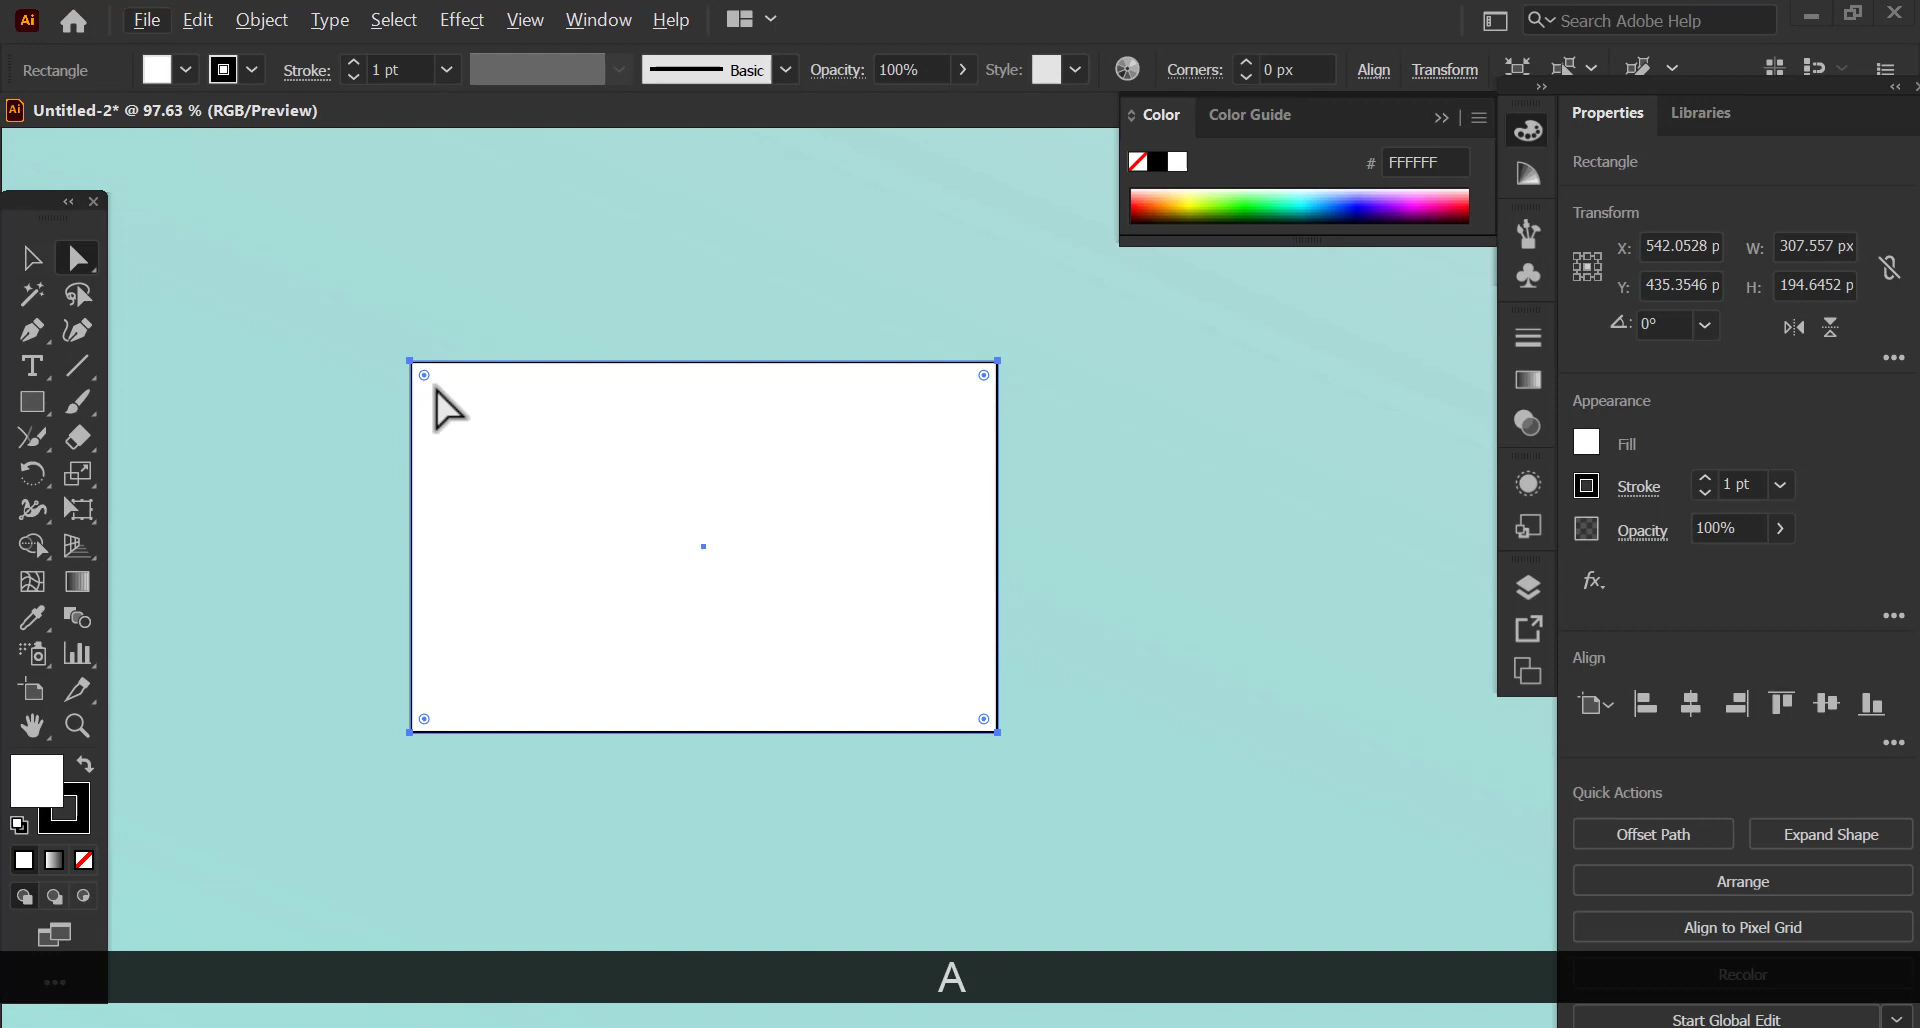 Ai File Edit Object Type Select Effect View Window Help Search Adobe Help
Rectangle Stroke: 1 pt Basic Opacity: 100% Style: Corners: 0 px Align Transform
Ai Untitled-2* @ 97.63 % (RGB/Preview)
Color Color Guide
# FFFFFF
Properties Libraries
Rectangle
Transform
X: 542.0528 p W: 307.557 px
Y: 435.3546 p H: 194.6452 p
0°
Appearance
Fill
Stroke 1 pt
Opacity 100%
fx.
Align
Quick Actions
Offset Path Expand Shape
Arrange
Align to Pixel Grid
Recolor
Start Global Edit
T
A